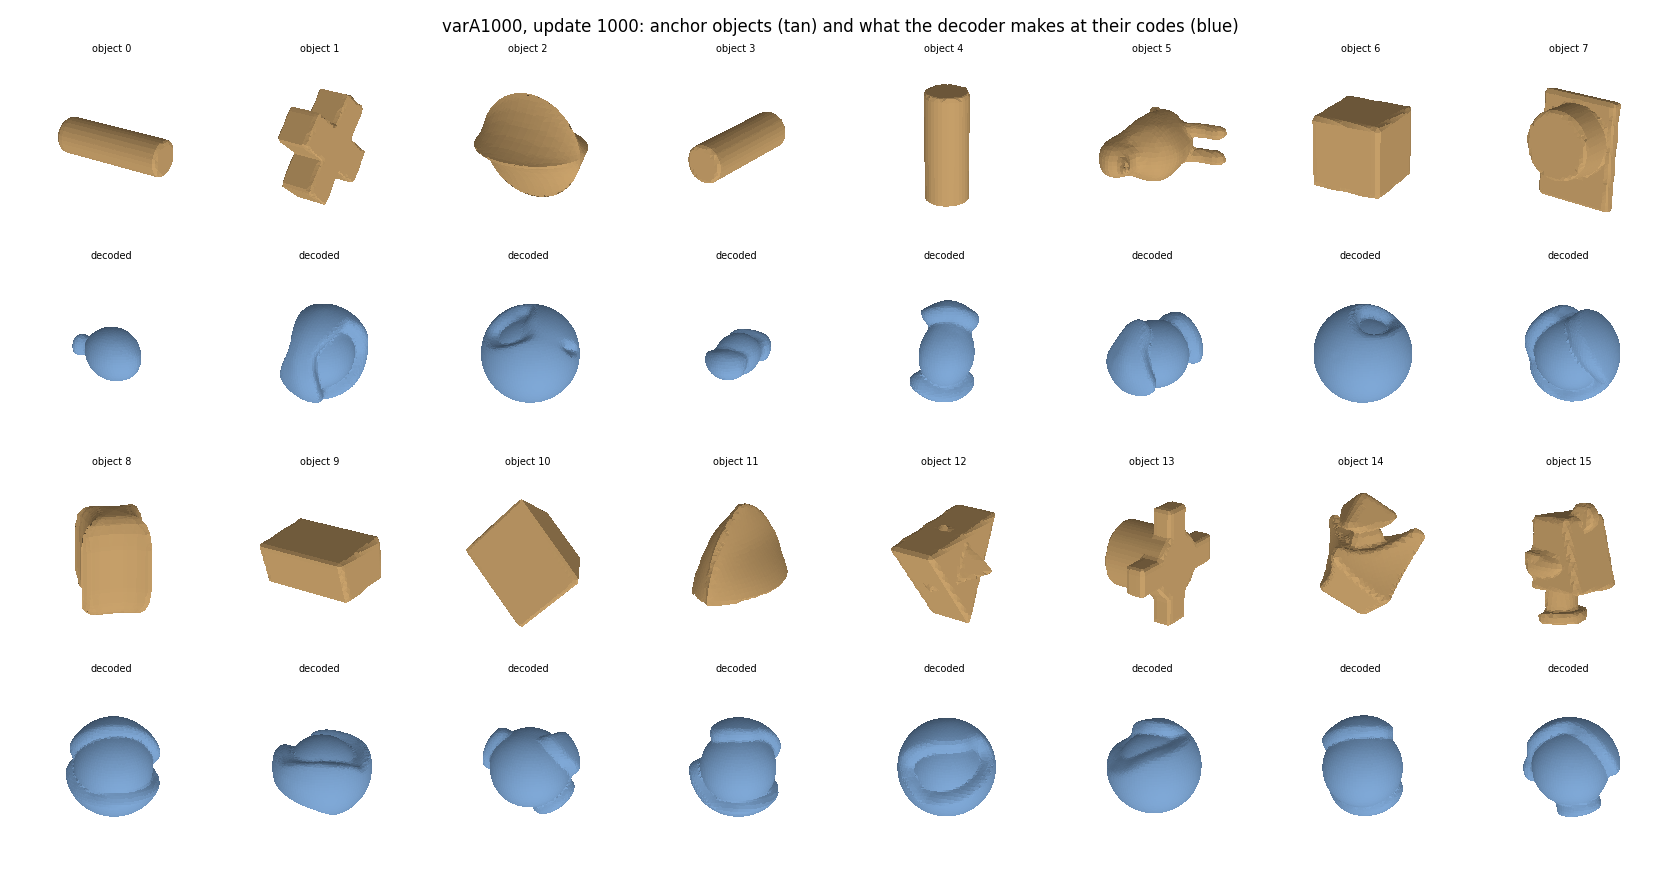 varA1000, update 1000: anchor objects (tan) and what the decoder makes at their codes (blue)
object 0 object 1 object 2 object 3 object 4 object 5 object 6 object 7
decoded decoded decoded decoded decoded decoded decoded decoded
object 8 object 9 object 10 object 11 object 12 object 13 object 14 object 15
decoded decoded decoded decoded decoded decoded decoded decoded